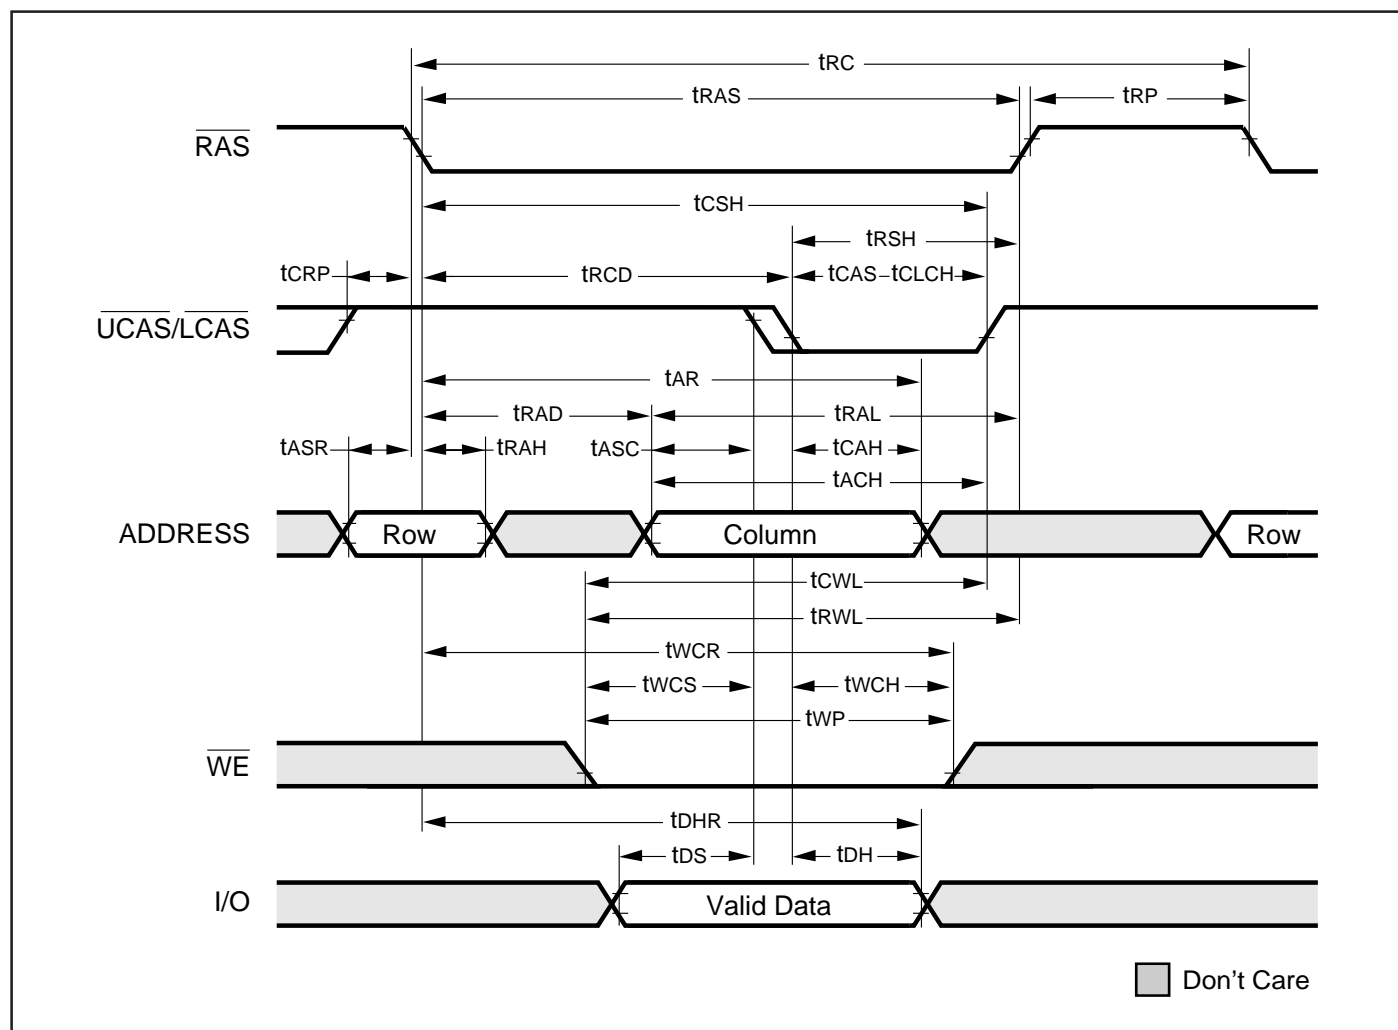 tRC
tRAS
tRP
RAS
tCSH
tRSH
tCRP
tRCD
tCAS
tCLCH
UCAS/LCAS
tAR
tRAD
tRAL
tASR
tRAH
tASC
tCAH
tACH
ADDRESS
Row
Column
Row
tCWL
tRWL
tWCR
tWCS
tWCH
tWP
WE
tDHR
tDS
tDH
I/O
Valid Data
Don't Care